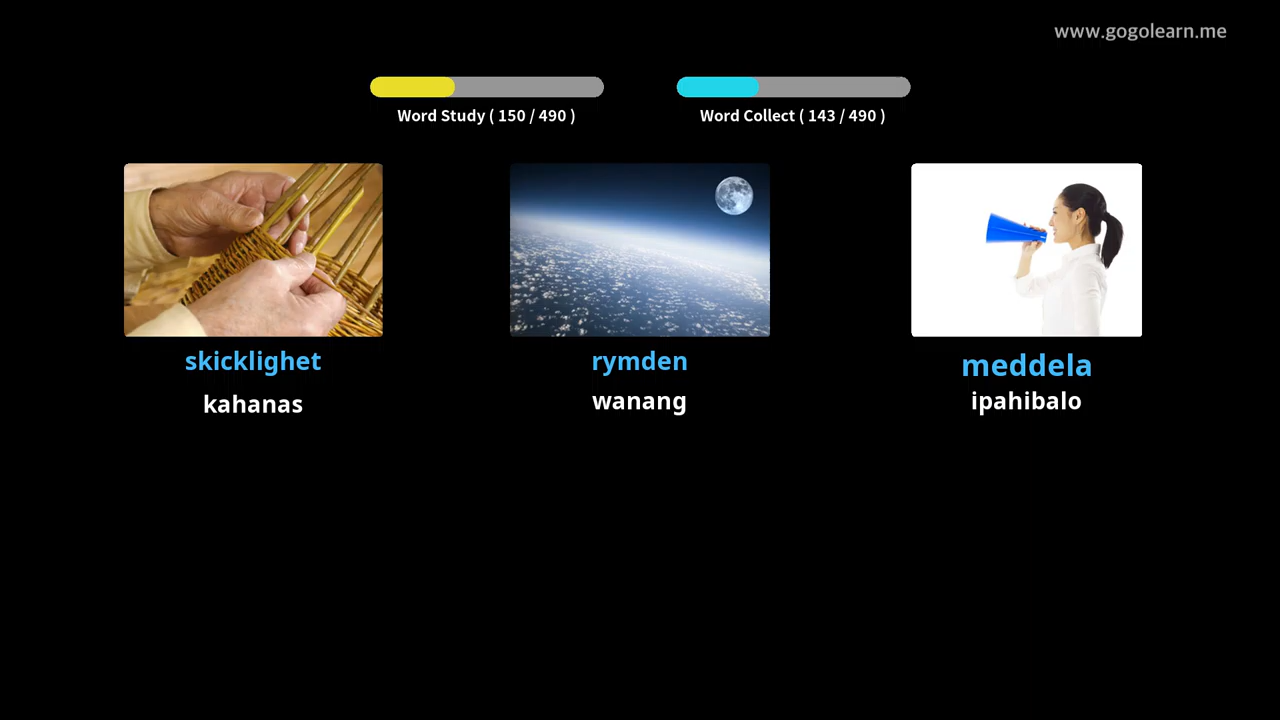 www.gogolearn.me
Word Study ( 150 / 490 )
Word Collect ( 143 / 490 )
skicklighet
rymden
meddela
kahanas
wanang
ipahibalo